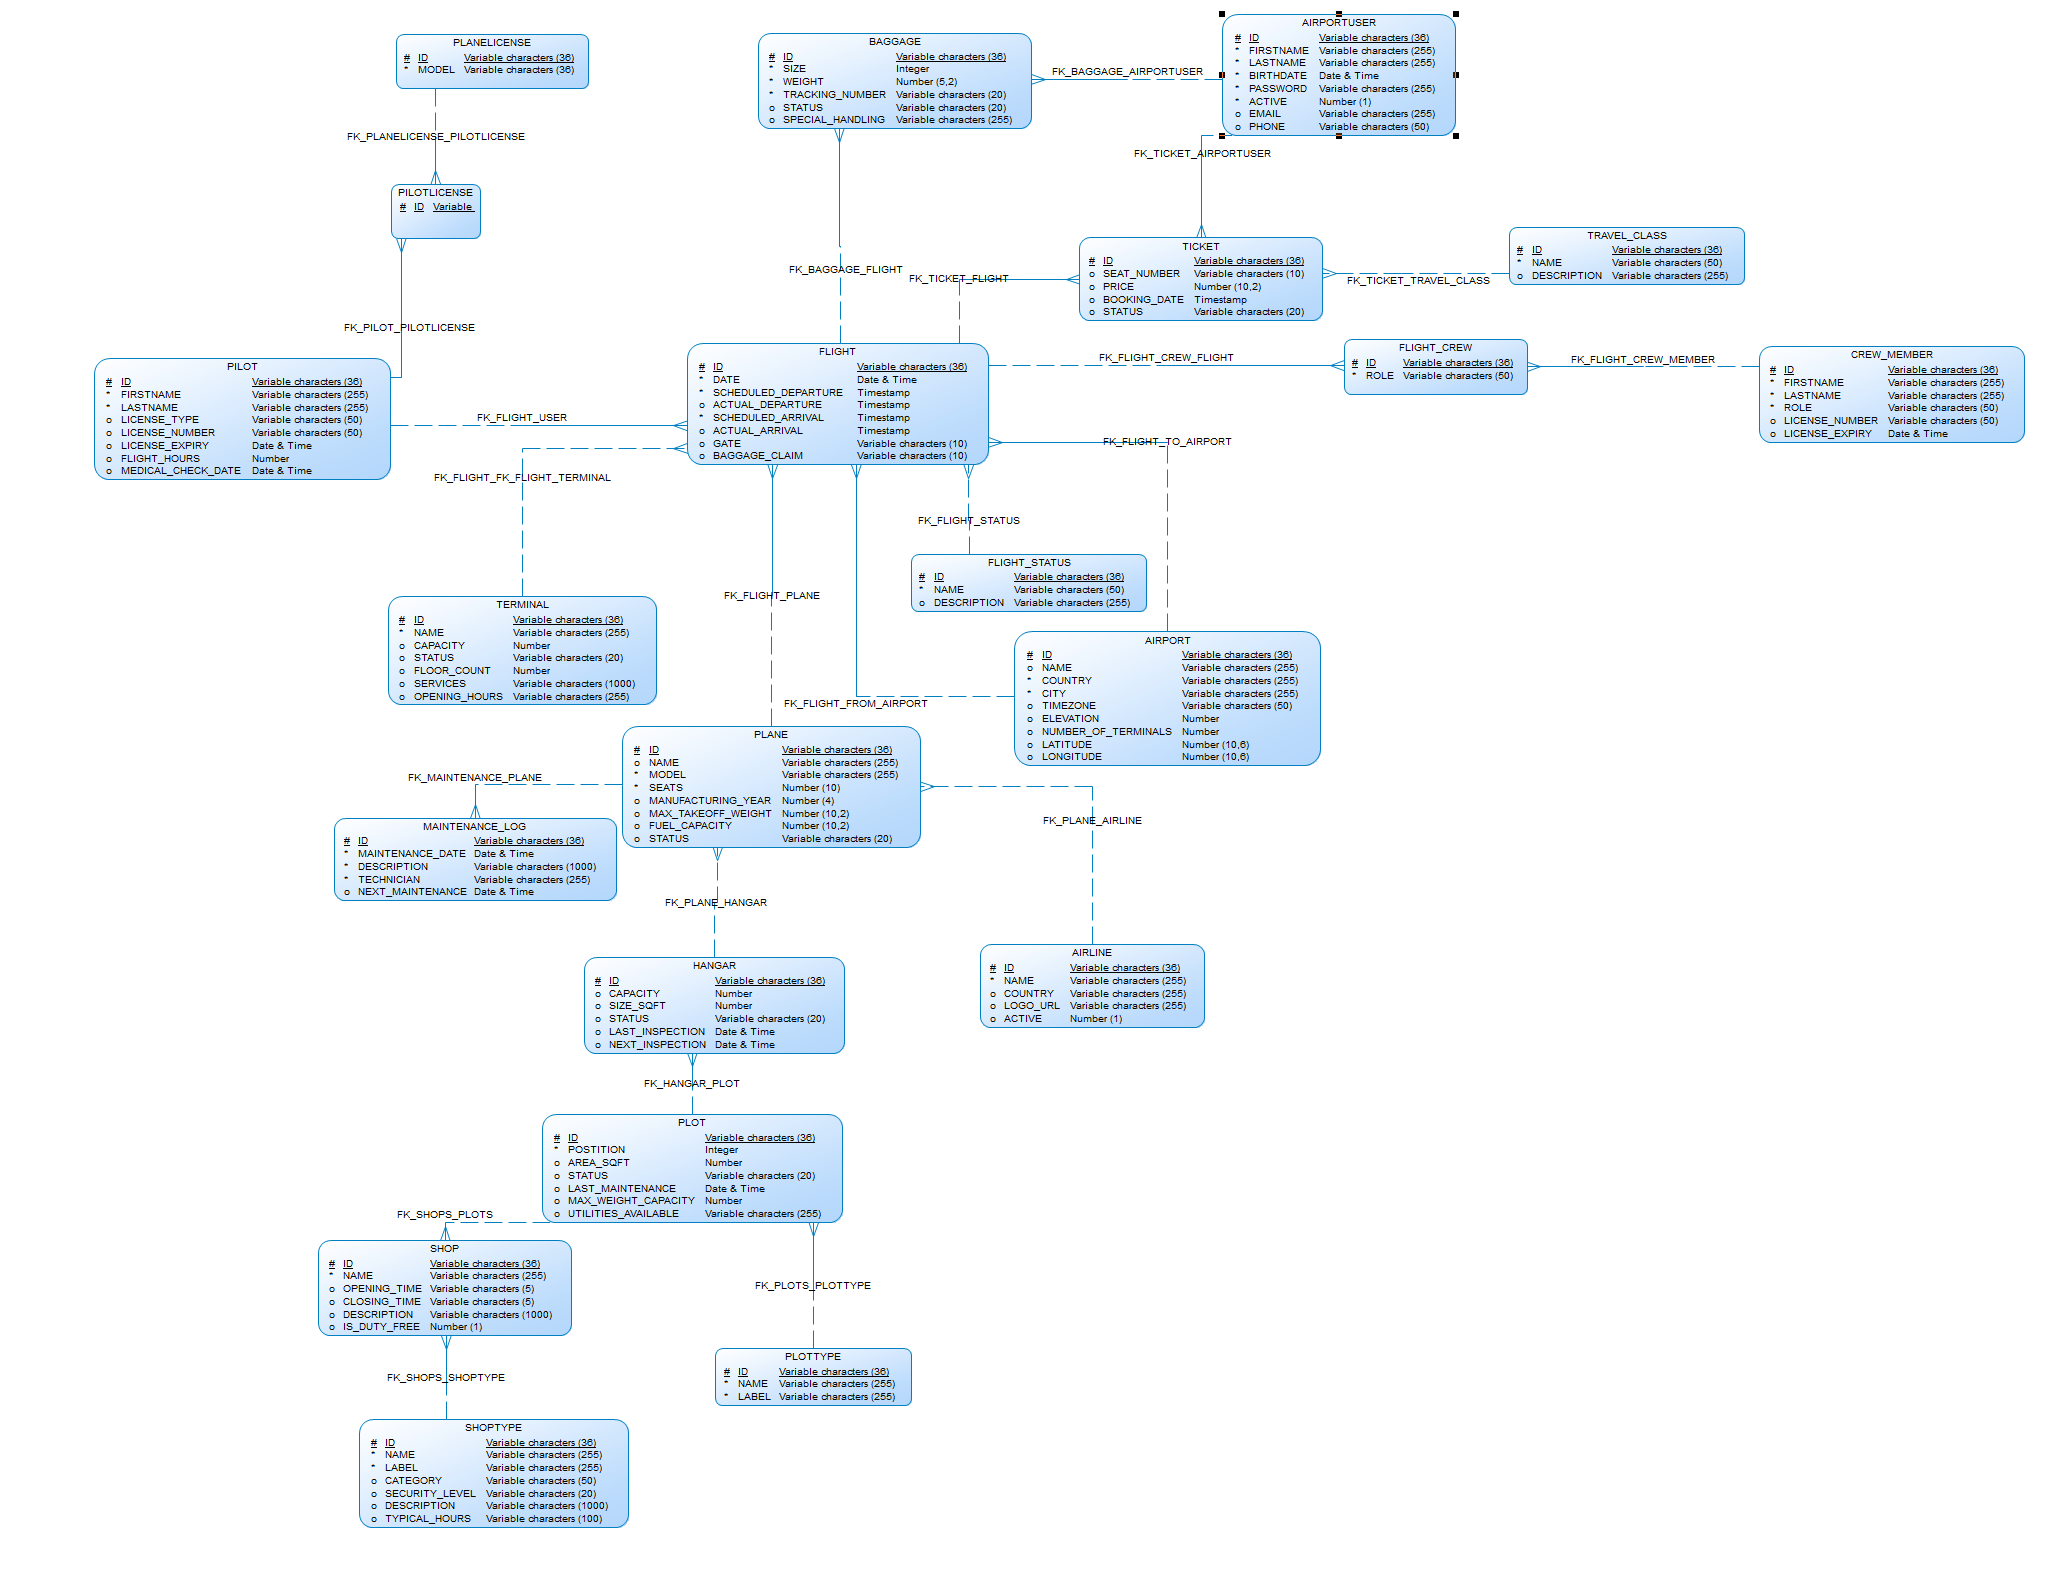 PLANELICENSE
# ID Variable characters (36)
* MODEL Variable characters (36)
FK_PLANELICENSE_PILOTLICENSE
PILOTLICENSE
# ID Variable
FK_PILOT_PILOTLICENSE
BAGGAGE
# ID Variable characters (36)
* SIZE Integer
* WEIGHT Number (5,2)
* TRACKING_NUMBER Variable characters (20)
o STATUS Variable characters (20)
o SPECIAL_HANDLING Variable characters (255)
FK_BAGGAGE_AIRPORTUSER
AIRPORTUSER
# ID Variable characters (36)
* FIRSTNAME Variable characters (255)
* LASTNAME Variable characters (255)
* BIRTHDATE Date & Time
* PASSWORD Variable characters (255)
* ACTIVE Number (1)
o EMAIL Variable characters (255)
o PHONE Variable characters (50)
FK_TICKET_AIRPORTUSER
FK_BAGGAGE_FLIGHT
FK_TICKET_FLIGHT
TICKET
# ID Variable characters (36)
o SEAT_NUMBER Variable characters (10)
o PRICE Number (10,2)
o BOOKING_DATE Timestamp
o STATUS Variable characters (20)
FK_TICKET_TRAVEL_CLASS
TRAVEL_CLASS
# ID Variable characters (36)
* NAME Variable characters (50)
o DESCRIPTION Variable characters (255)
PILOT
# ID Variable characters (36)
* FIRSTNAME Variable characters (255)
* LASTNAME Variable characters (255)
o LICENSE_TYPE Variable characters (50)
o LICENSE_NUMBER Variable characters (50)
o LICENSE_EXPIRY Date & Time
o FLIGHT_HOURS Number
o MEDICAL_CHECK_DATE Date & Time
FK_FLIGHT_USER
FLIGHT
# ID Variable characters (36)
* DATE Date & Time
* SCHEDULED_DEPARTURE Timestamp
o ACTUAL_DEPARTURE Timestamp
* SCHEDULED_ARRIVAL Timestamp
o ACTUAL_ARRIVAL Timestamp
o GATE Variable characters (10)
o BAGGAGE_CLAIM Variable characters (10)
FK_FLIGHT_CREW_FLIGHT
FLIGHT_CREW
# ID Variable characters (36)
* ROLE Variable characters (50)
FK_FLIGHT_CREW_MEMBER
CREW_MEMBER
# ID Variable characters (36)
* FIRSTNAME Variable characters (255)
* LASTNAME Variable characters (255)
* ROLE Variable characters (50)
o LICENSE_NUMBER Variable characters (50)
o LICENSE_EXPIRY Date & Time
FK_FLIGHT_TO_AIRPORT
FK_FLIGHT_FK_FLIGHT_TERMINAL
FK_FLIGHT_STATUS
FLIGHT_STATUS
# ID Variable characters (36)
* NAME Variable characters (50)
o DESCRIPTION Variable characters (255)
FK_FLIGHT_PLANE
TERMINAL
# ID Variable characters (36)
* NAME Variable characters (255)
o CAPACITY Number
o STATUS Variable characters (20)
o FLOOR_COUNT Number
o SERVICES Variable characters (1000)
o OPENING_HOURS Variable characters (255)
FK_FLIGHT_FROM_AIRPORT
AIRPORT
# ID Variable characters (36)
o NAME Variable characters (255)
* COUNTRY Variable characters (255)
* CITY Variable characters (255)
o TIMEZONE Variable characters (50)
o ELEVATION Number
o NUMBER_OF_TERMINALS Number
o LATITUDE Number (10,6)
o LONGITUDE Number (10,6)
PLANE
# ID Variable characters (36)
o NAME Variable characters (255)
* MODEL Variable characters (255)
* SEATS Number (10)
o MANUFACTURING_YEAR Number (4)
o MAX_TAKEOFF_WEIGHT Number (10,2)
o FUEL_CAPACITY Number (10,2)
o STATUS Variable characters (20)
FK_MAINTENANCE_PLANE
MAINTENANCE_LOG
# ID Variable characters (36)
* MAINTENANCE_DATE Date & Time
* DESCRIPTION Variable characters (1000)
* TECHNICIAN Variable characters (255)
o NEXT_MAINTENANCE Date & Time
FK_PLANE_AIRLINE
FK_PLANE_HANGAR
AIRLINE
# ID Variable characters (36)
* NAME Variable characters (255)
o COUNTRY Variable characters (255)
o LOGO_URL Variable characters (255)
o ACTIVE Number (1)
HANGAR
# ID Variable characters (36)
o CAPACITY Number
o SIZE_SQFT Number
o STATUS Variable characters (20)
o LAST_INSPECTION Date & Time
o NEXT_INSPECTION Date & Time
FK_HANGAR_PLOT
PLOT
# ID Variable characters (36)
* POSTITION Integer
o AREA_SQFT Number
o STATUS Variable characters (20)
o LAST_MAINTENANCE Date & Time
o MAX_WEIGHT_CAPACITY Number
o UTILITIES_AVAILABLE Variable characters (255)
FK_SHOPS_PLOTS
SHOP
# ID Variable characters (36)
* NAME Variable characters (255)
o OPENING_TIME Variable characters (5)
o CLOSING_TIME Variable characters (5)
o DESCRIPTION Variable characters (1000)
o IS_DUTY_FREE Number (1)
FK_PLOTS_PLOTTYPE
PLOTTYPE
# ID Variable characters (36)
* NAME Variable characters (255)
* LABEL Variable characters (255)
FK_SHOPS_SHOPTYPE
SHOPTYPE
# ID Variable characters (36)
* NAME Variable characters (255)
* LABEL Variable characters (255)
o CATEGORY Variable characters (50)
o SECURITY_LEVEL Variable characters (20)
o DESCRIPTION Variable characters (1000)
o TYPICAL_HOURS Variable characters (100)